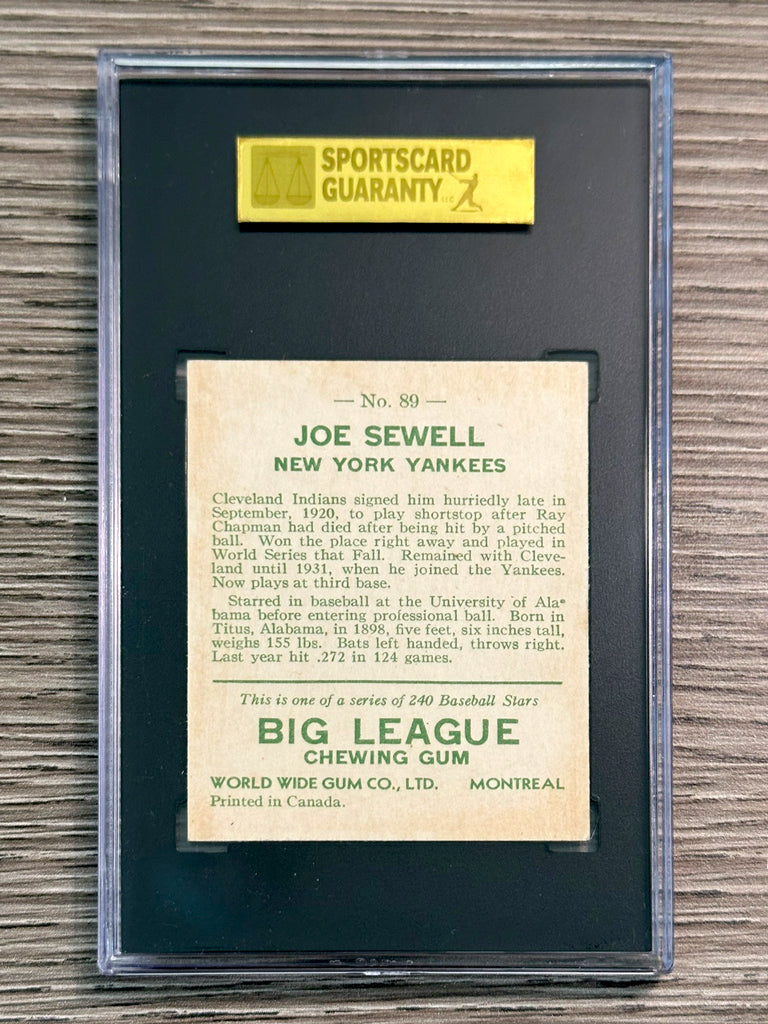 SPORTSCARD
GUARANTY LLC
— No. 89 —
JOE SEWELL
NEW YORK YANKEES
Cleveland Indians signed him hurriedly late in
September, 1920, to play shortstop after Ray
Chapman had died after being hit by a pitched
ball. Won the place right away and played in
World Series that Fall. Remained with Cleve-
land until 1931, when he joined the Yankees.
Now plays at third base.
Starred in baseball at the University of Ala-
bama before entering professional ball. Born in
Titus, Alabama, in 1898, five feet, six inches tall,
weighs 155 lbs. Bats left handed, throws right.
Last year hit .272 in 124 games.
This is one of a series of 240 Baseball Stars
BIG LEAGUE
CHEWING GUM
WORLD WIDE GUM CO., LTD. MONTREAL
Printed in Canada.